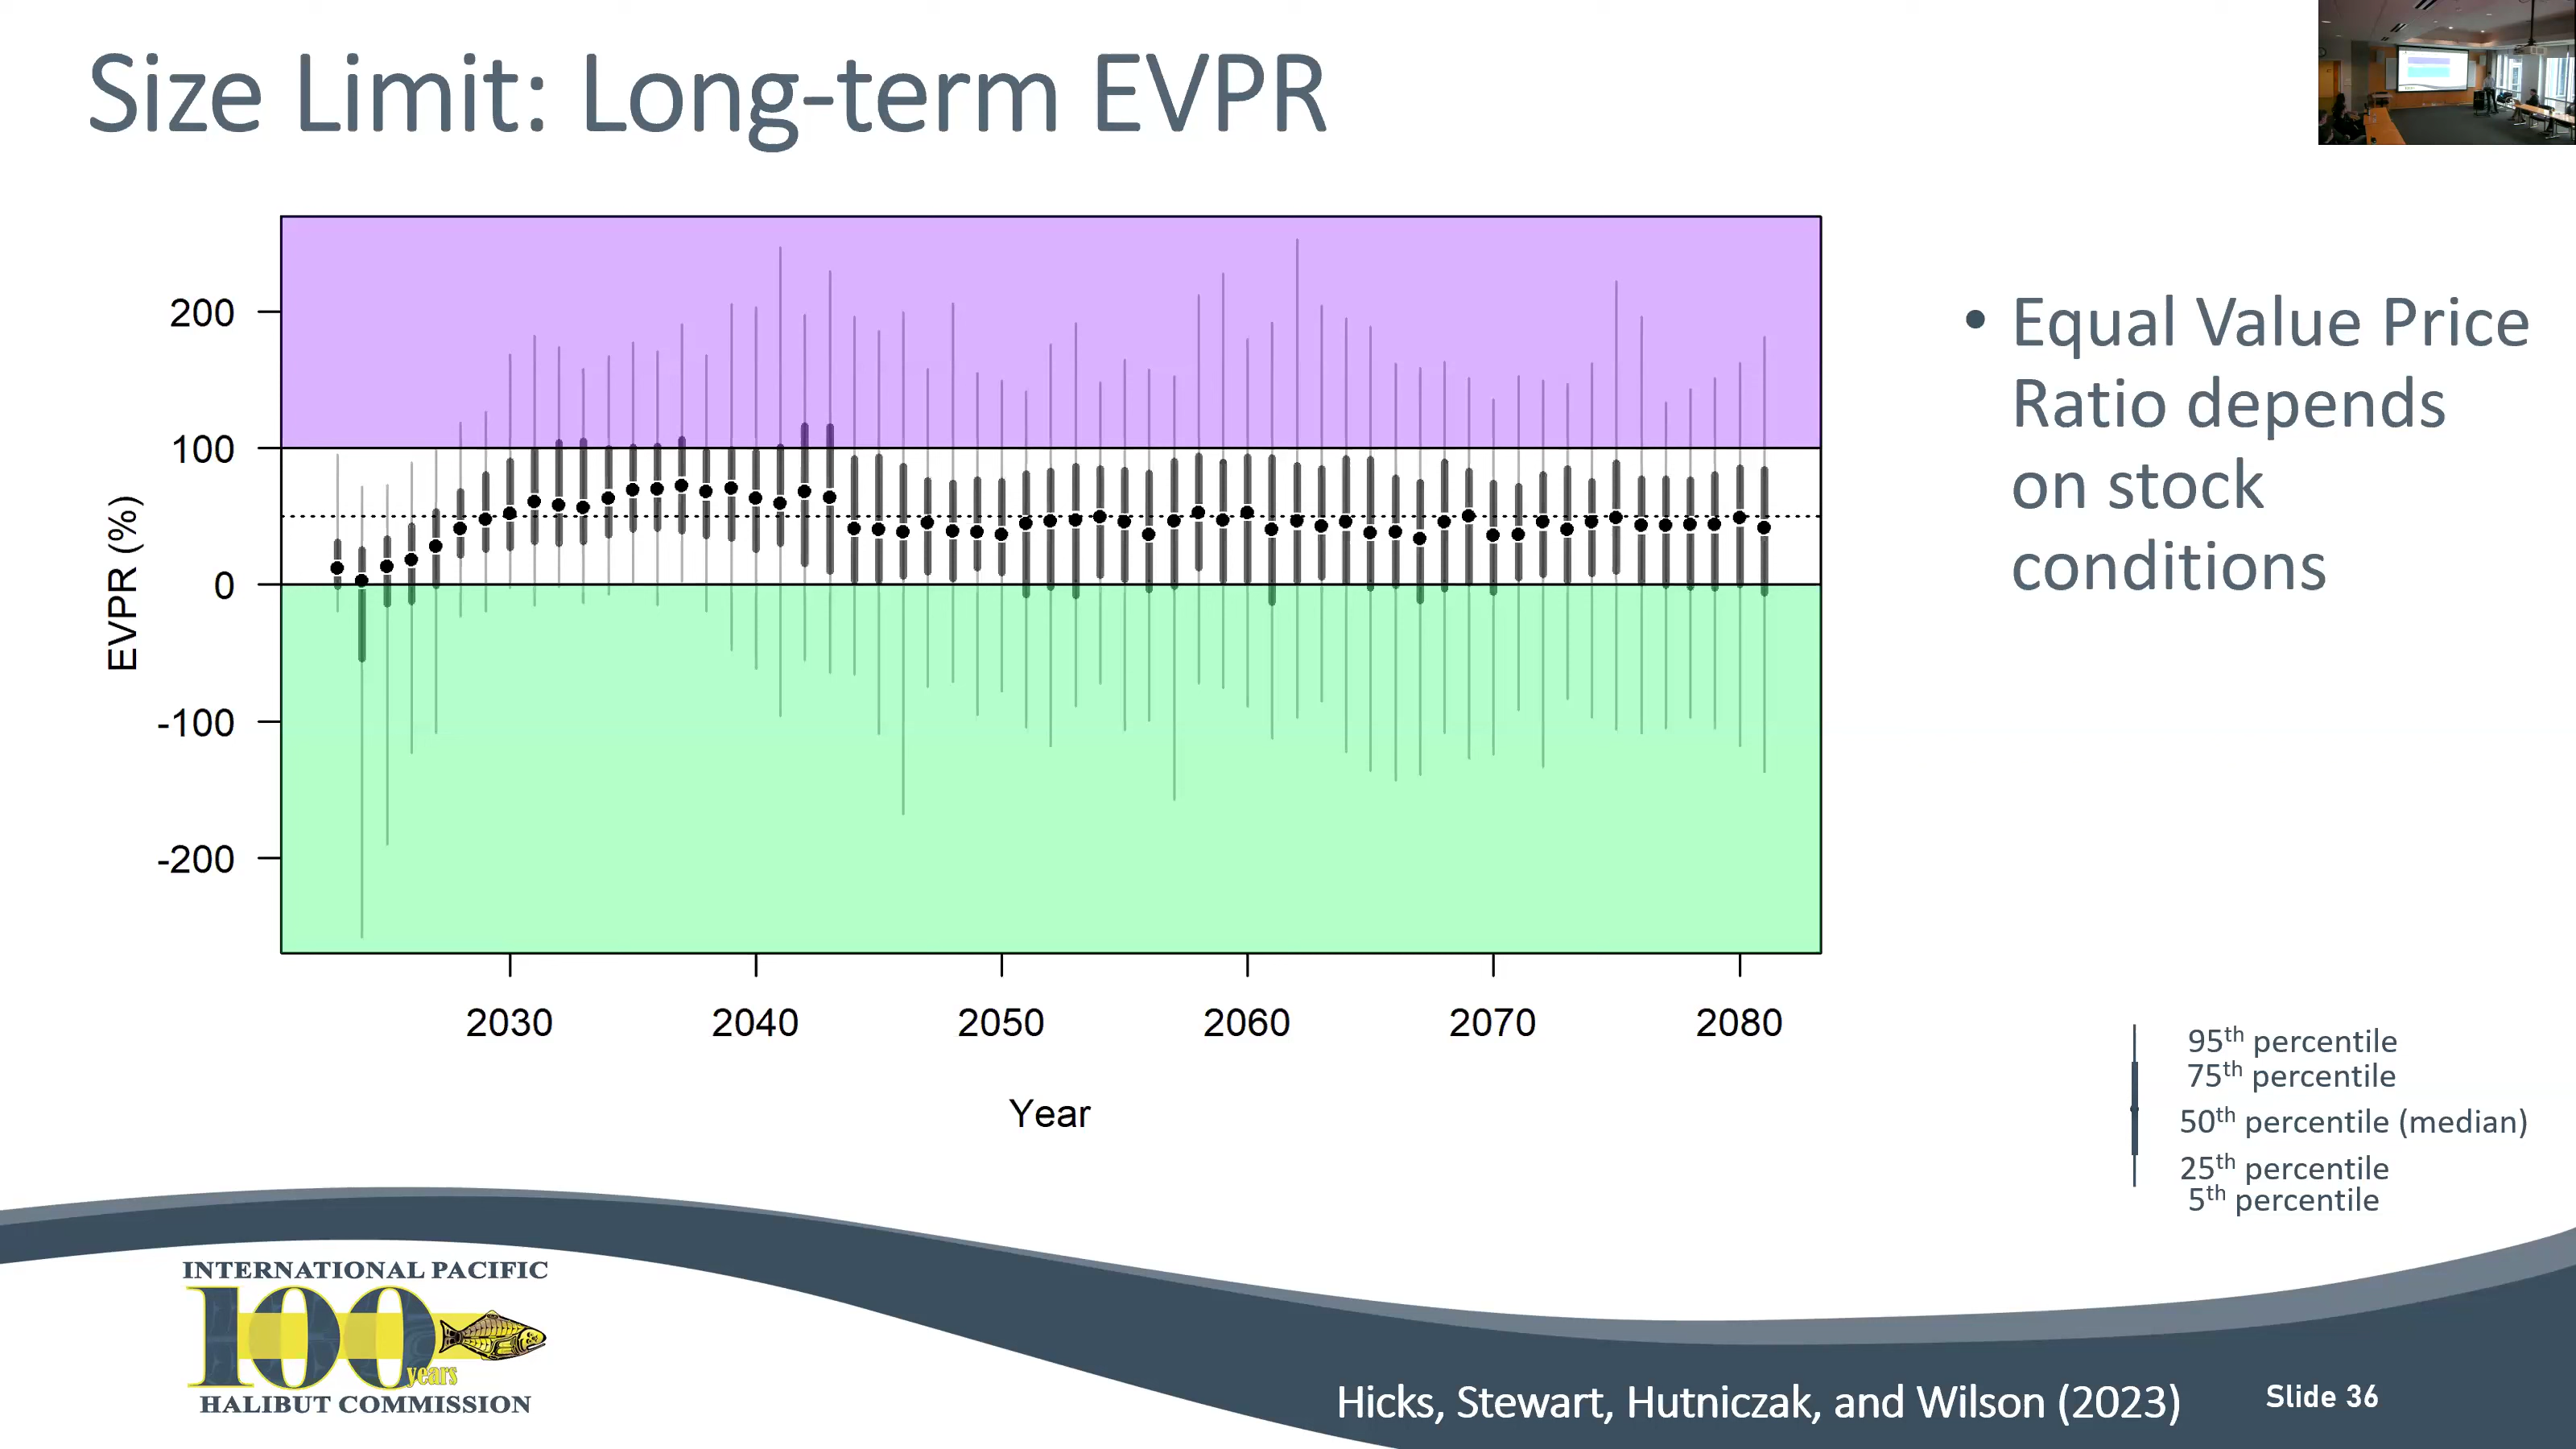 Size Limit: Long-term EVPR
200
100
0
-100
-200
EVPR (%)
2030
2040
2050
2060
2070
2080
Year
• Equal Value Price
Ratio depends
on stock
conditions
95th percentile
75th percentile
50th percentile (median)
25th percentile
5th percentile
INTERNATIONAL PACIFIC
100
years
HALIBUT COMMISSION
Hicks, Stewart, Hutniczak, and Wilson (2023)
Slide 36